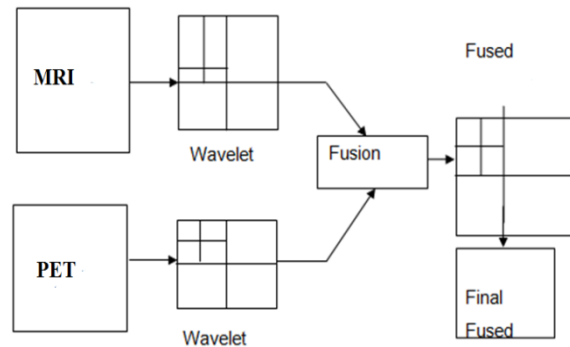 MRI
Wavelet
Fusion
Fused
PET
Wavelet
Final
Fused